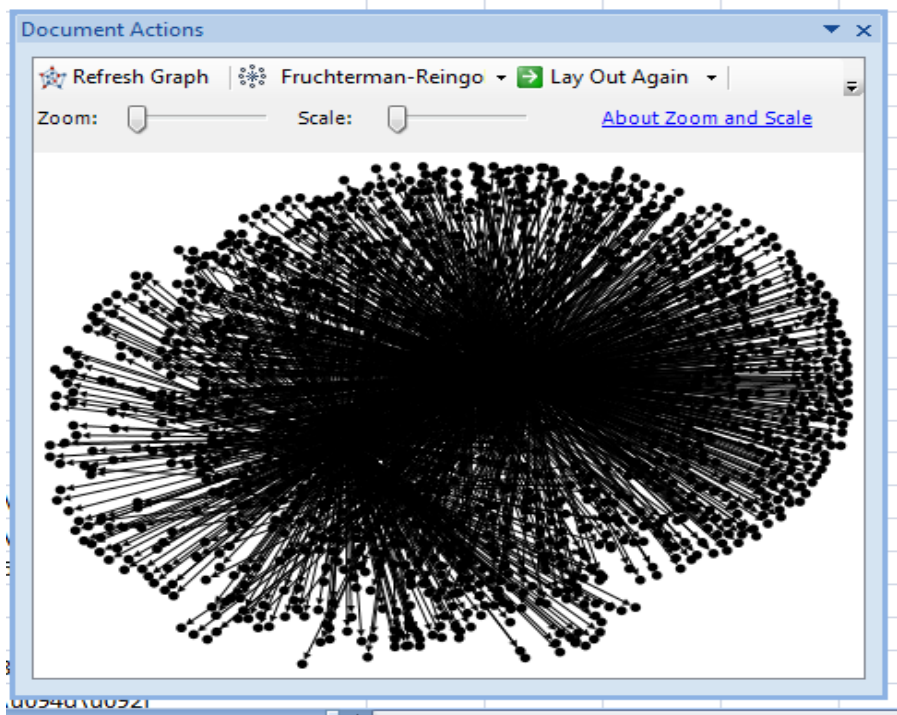 Document Actions
Refresh Graph Fruchterman-Reingo Lay Out Again
Zoom: Scale: About Zoom and Scale